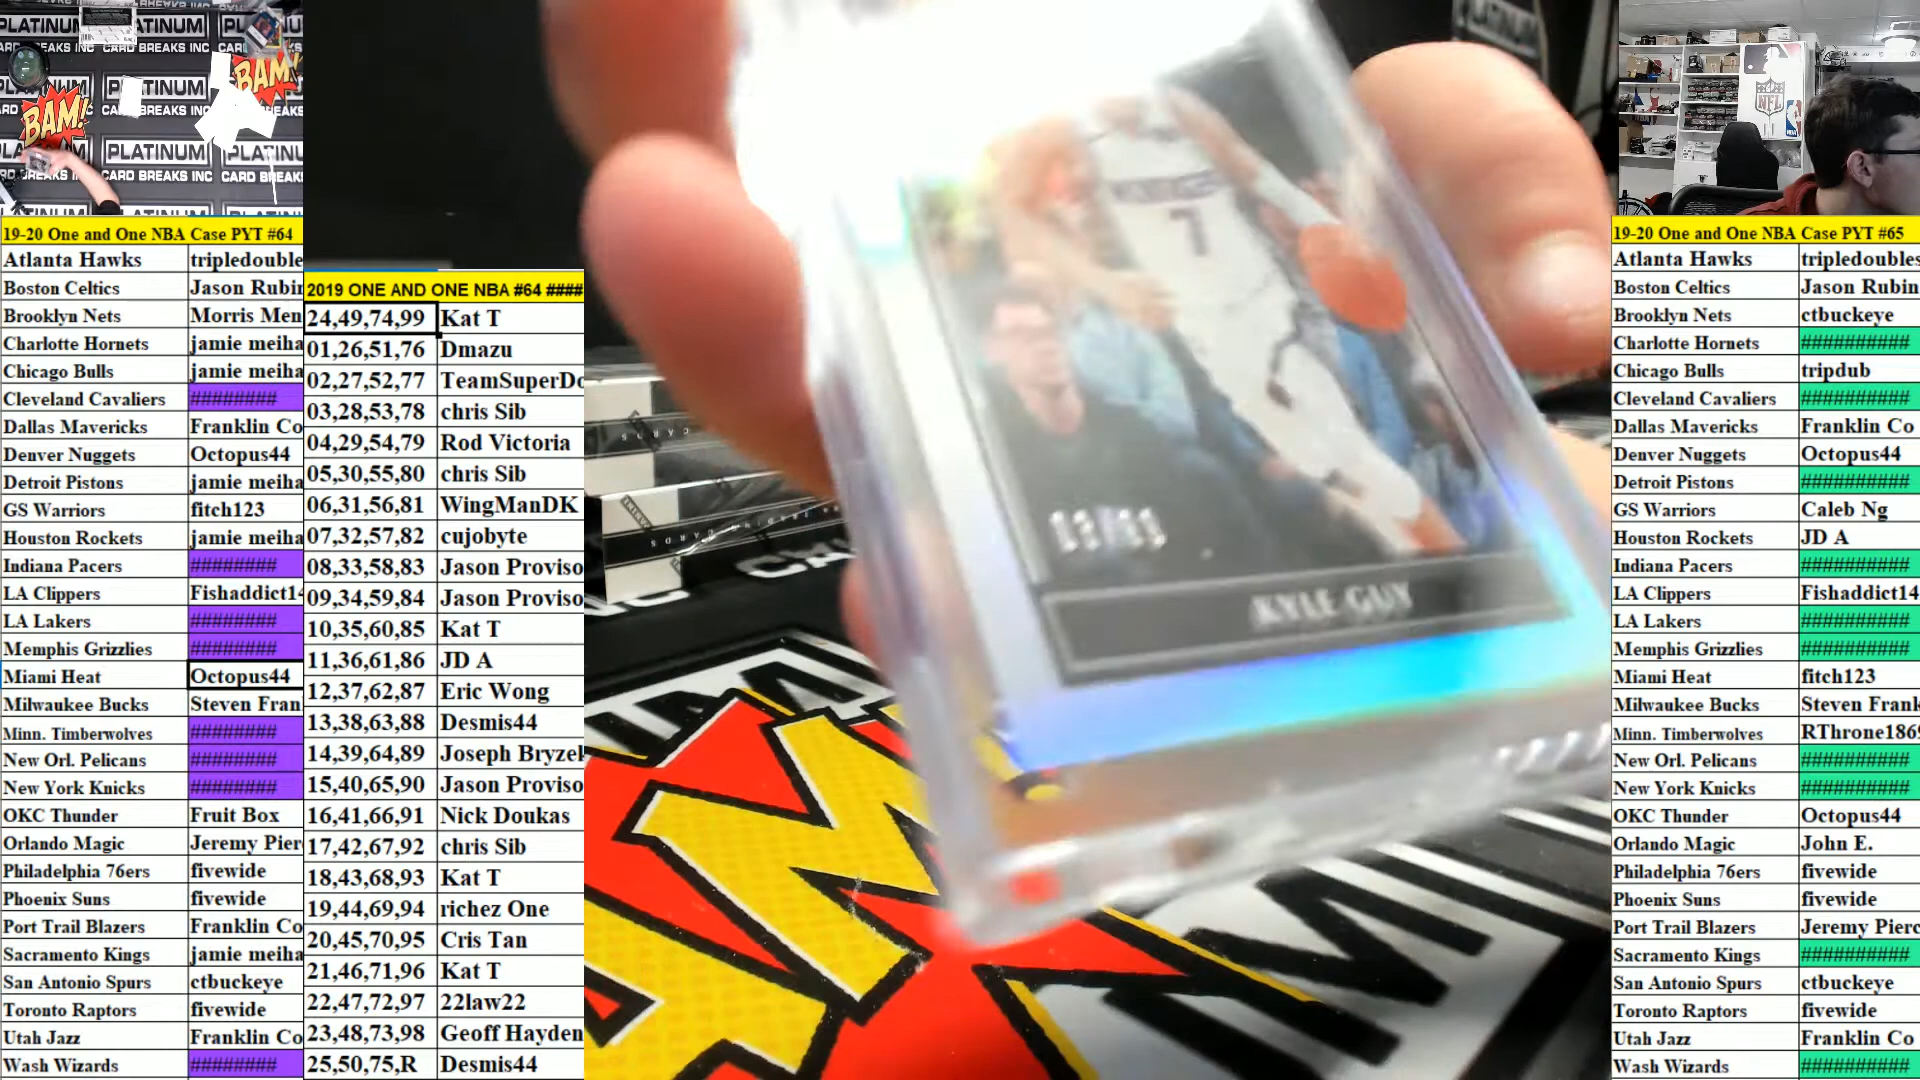 PLATINUM
CARD BREAKS INC
BAM!
BAM!
PLATINUM
CARD BREAKS INC
PLATINUM
PLATINUM
NFL
19-20 One and One NBA Case PYT #64
Atlanta Hawks tripledouble
Boston Celtics Jason Rubin
Brooklyn Nets Morris Men
Charlotte Hornets jamie meiha
Chicago Bulls jamie meiha
Cleveland Cavaliers ########
Dallas Mavericks Franklin Co
Denver Nuggets Octopus44
Detroit Pistons jamie meiha
GS Warriors fitch123
Houston Rockets jamie meiha
Indiana Pacers ########
LA Clippers Fishaddict14
LA Lakers ########
Memphis Grizzlies ########
Miami Heat Octopus44
Milwaukee Bucks Steven Fran
Minn. Timberwolves ########
New Orl. Pelicans ########
New York Knicks ########
OKC Thunder Fruit Box
Orlando Magic Jeremy Pier
Philadelphia 76ers fivewide
Phoenix Suns fivewide
Port Trail Blazers Franklin Co
Sacramento Kings jamie meiha
San Antonio Spurs ctbuckeye
Toronto Raptors fivewide
Utah Jazz Franklin Co
Wash Wizards ########
2019 ONE AND ONE NBA #64 ####
24,49,74,99 Kat T
01,26,51,76 Dmazu
02,27,52,77 TeamSuperDo
03,28,53,78 chris Sib
04,29,54,79 Rod Victoria
05,30,55,80 chris Sib
06,31,56,81 WingManDK
07,32,57,82 cujobyte
08,33,58,83 Jason Proviso
09,34,59,84 Jason Proviso
10,35,60,85 Kat T
11,36,61,86 JD A
12,37,62,87 Eric Wong
13,38,63,88 Desmis44
14,39,64,89 Joseph Bryzel
15,40,65,90 Jason Proviso
16,41,66,91 Nick Doukas
17,42,67,92 chris Sib
18,43,68,93 Kat T
19,44,69,94 richez One
20,45,70,95 Cris Tan
21,46,71,96 Kat T
22,47,72,97 22law22
23,48,73,98 Geoff Hayden
25,50,75,R Desmis44
7
KYLE GUY
19-20 One and One NBA Case PYT #65
Atlanta Hawks tripledoubles
Boston Celtics Jason Rubin
Brooklyn Nets ctbuckeye
Charlotte Hornets ##########
Chicago Bulls tripdub
Cleveland Cavaliers ##########
Dallas Mavericks Franklin Co
Denver Nuggets Octopus44
Detroit Pistons ##########
GS Warriors Caleb Ng
Houston Rockets JD A
Indiana Pacers ##########
LA Clippers Fishaddict14
LA Lakers ##########
Memphis Grizzlies ##########
Miami Heat fitch123
Milwaukee Bucks Steven Frank
Minn. Timberwolves RThrone1869
New Orl. Pelicans ##########
New York Knicks ##########
OKC Thunder Octopus44
Orlando Magic John E.
Philadelphia 76ers fivewide
Phoenix Suns fivewide
Port Trail Blazers Jeremy Pierc
Sacramento Kings ##########
San Antonio Spurs ctbuckeye
Toronto Raptors fivewide
Utah Jazz Franklin Co
Wash Wizards ##########